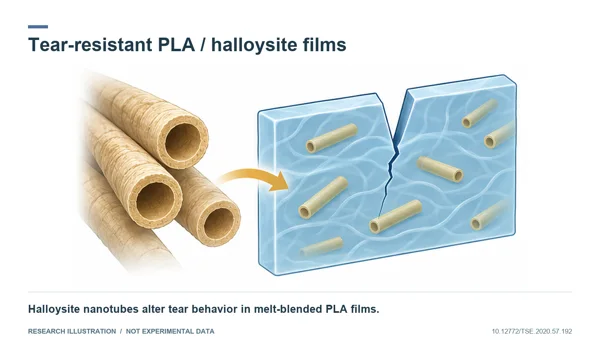 Tear-resistant PLA / halloysite films
Halloysite nanotubes alter tear behavior in melt-blended PLA films.
RESEARCH ILLUSTRATION / NOT EXPERIMENTAL DATA
10.12772/TSE.2020.57.192